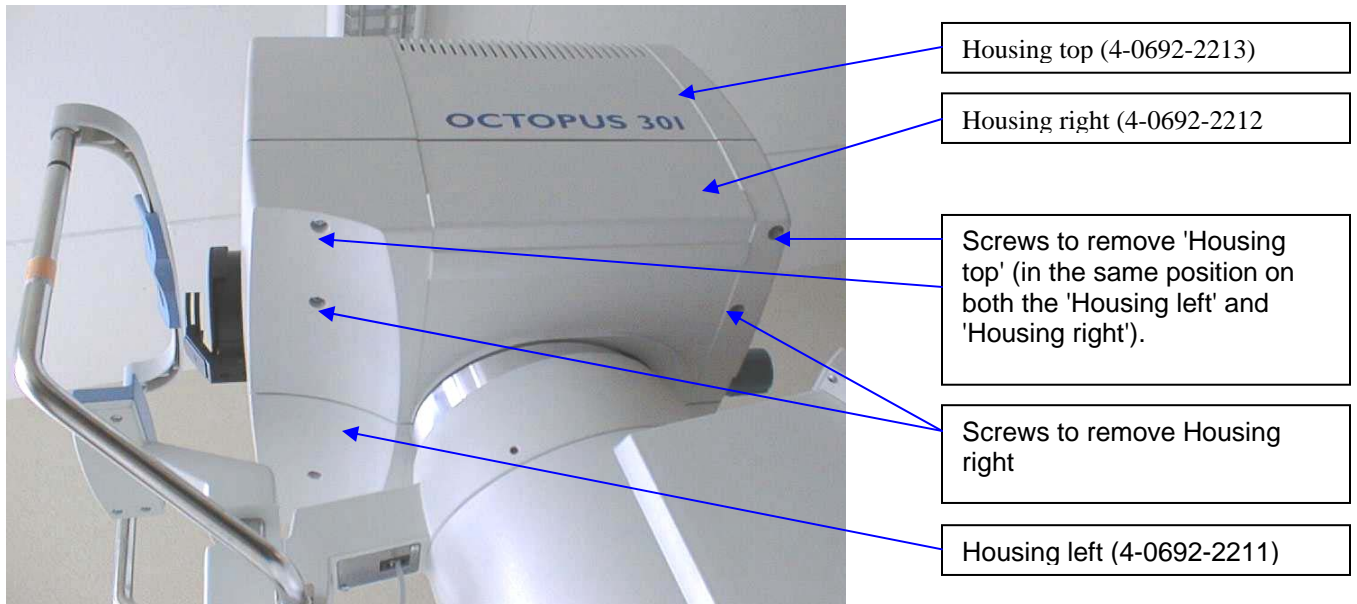 OCTOPUS 301
Housing top (4-0692-2213)
Housing right (4-0692-2212
Screws to remove 'Housing
top' (in the same position on
both the 'Housing left' and
'Housing right').
Screws to remove Housing
right
Housing left (4-0692-2211)